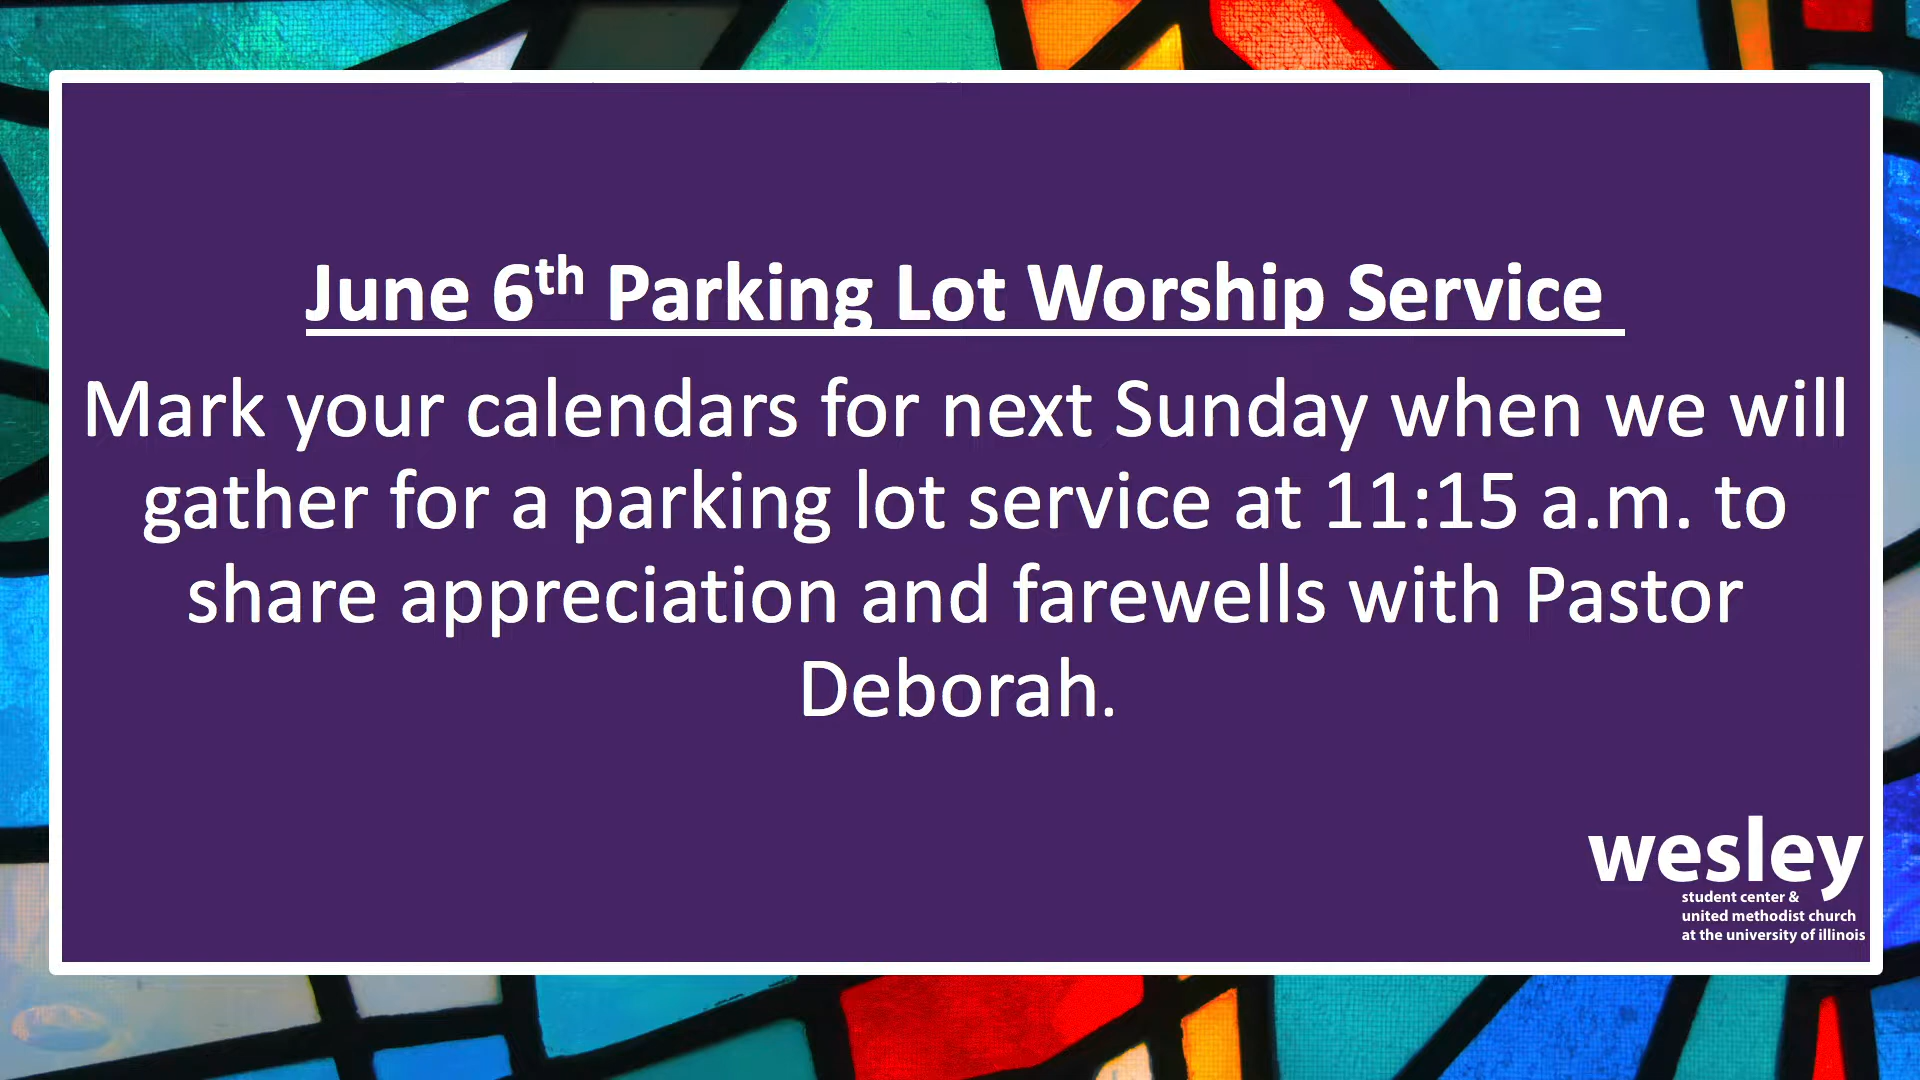 June 6th Parking Lot Worship Service
Mark your calendars for next Sunday when we will
gather for a parking lot service at 11:15 a.m. to
share appreciation and farewells with Pastor
Deborah.
wesley
student center &
united methodist church
at the university of illinois